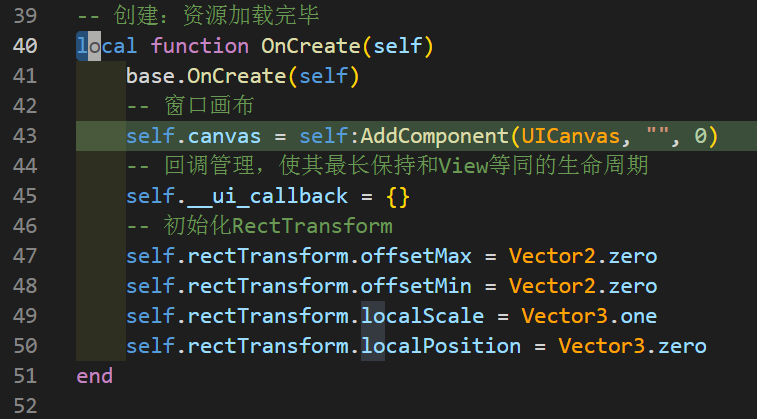 39 -- 创建：资源加载完毕
40 local function OnCreate(self)
41     base.OnCreate(self)
42     -- 窗口画布
43     self.canvas = self:AddComponent(UICanvas, "", 0)
44     -- 回调管理，使其最长保持和View等同的生命周期
45     self.__ui_callback = {}
46     -- 初始化RectTransform
47     self.rectTransform.offsetMax = Vector2.zero
48     self.rectTransform.offsetMin = Vector2.zero
49     self.rectTransform.localScale = Vector3.one
50     self.rectTransform.localPosition = Vector3.zero
51 end
52